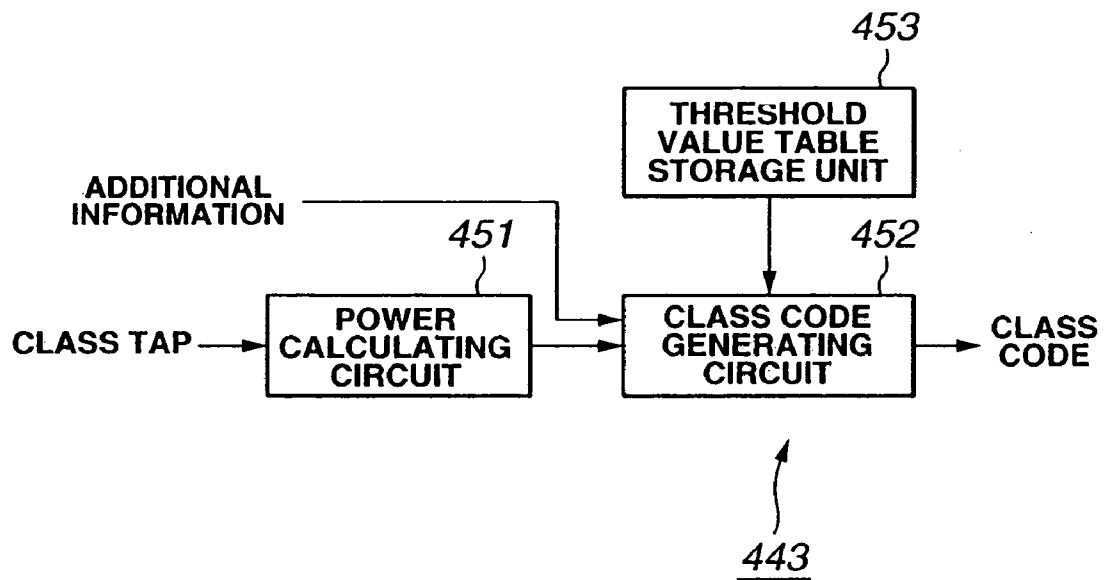 453
THRESHOLD
VALUE TABLE
STORAGE UNIT
ADDITIONAL
INFORMATION
451
452
CLASS TAP
POWER
CALCULATING
CIRCUIT
CLASS CODE
GENERATING
CIRCUIT
CLASS
CODE
443